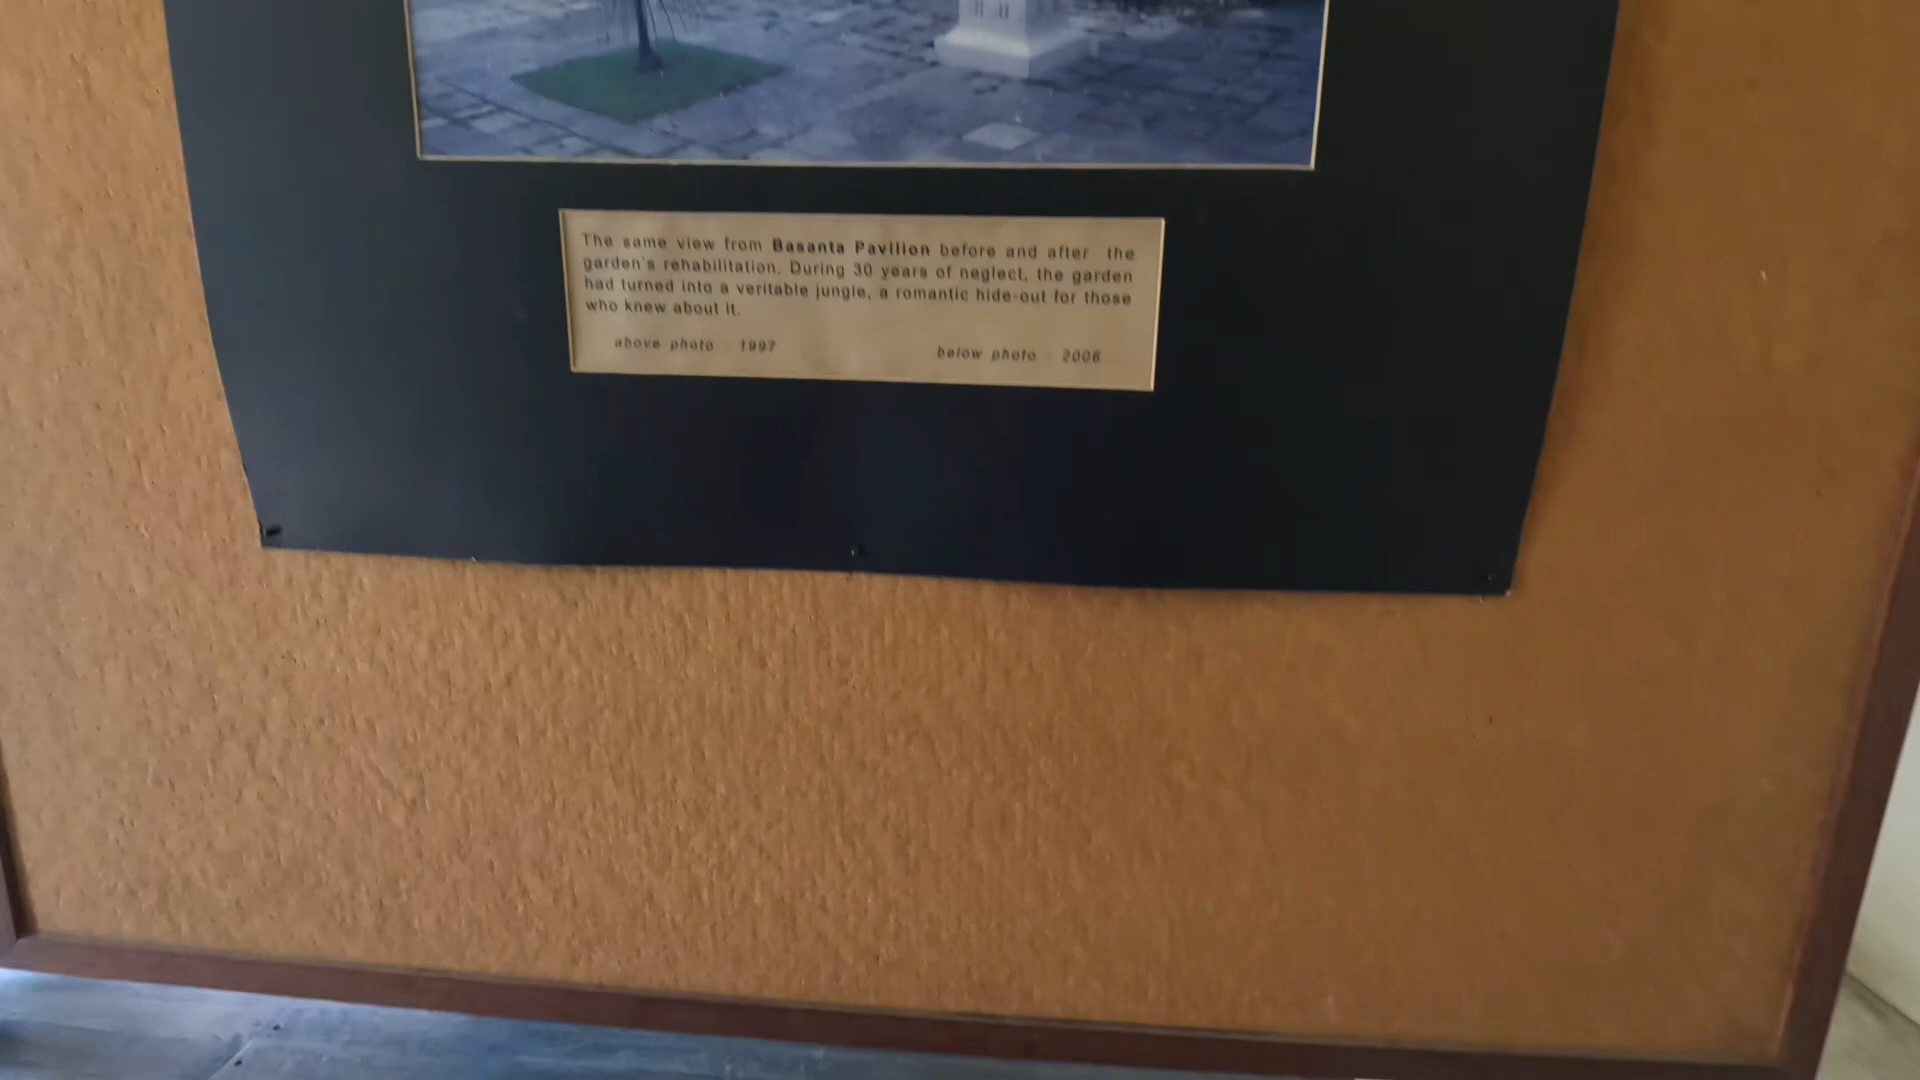 The same view from Basanta Pavilion before and after the
garden's rehabilitation. During 30 years of neglect, the garden
had turned into a veritable jungle, a romantic hide-out for those
who knew about it.
above photo - 1997 below photo - 2006